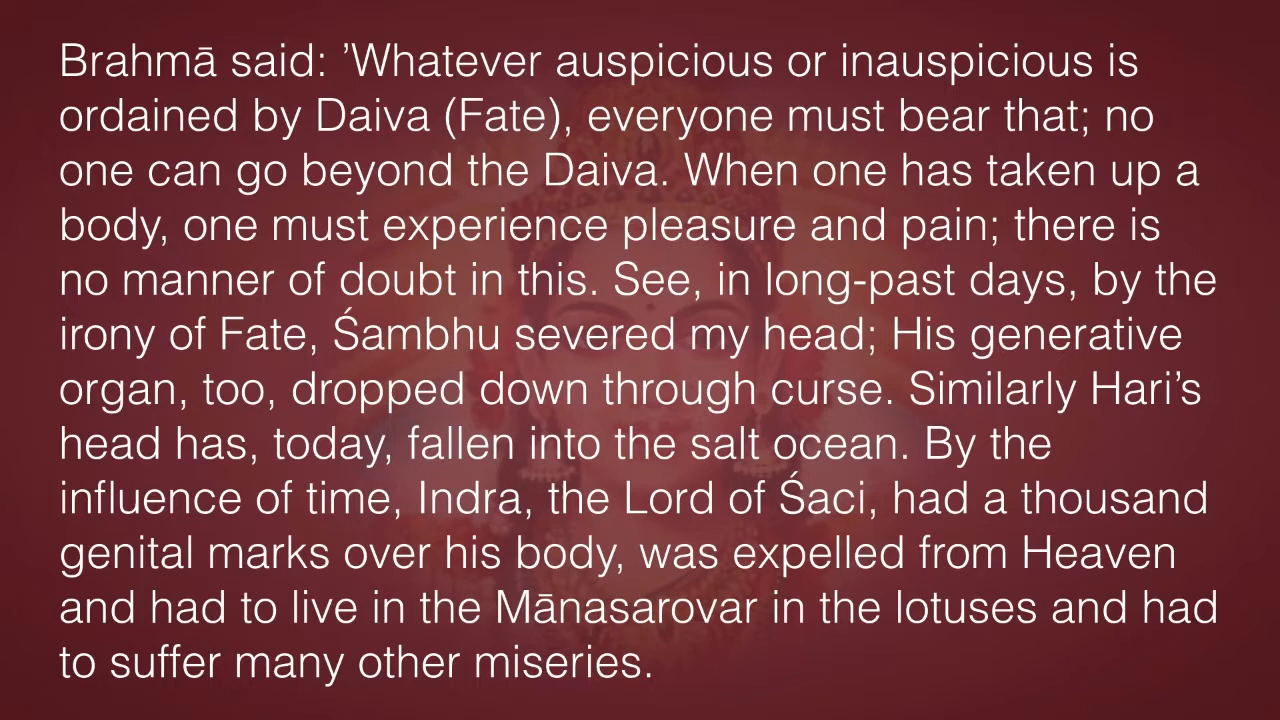 Brahmā said: ’Whatever auspicious or inauspicious is
ordained by Daiva (Fate), everyone must bear that; no
one can go beyond the Daiva. When one has taken up a
body, one must experience pleasure and pain; there is
no manner of doubt in this. See, in long-past days, by the
irony of Fate, Śambhu severed my head; His generative
organ, too, dropped down through curse. Similarly Hari’s
head has, today, fallen into the salt ocean. By the
influence of time, Indra, the Lord of Śaci, had a thousand
genital marks over his body, was expelled from Heaven
and had to live in the Mānasarovar in the lotuses and had
to suffer many other miseries.